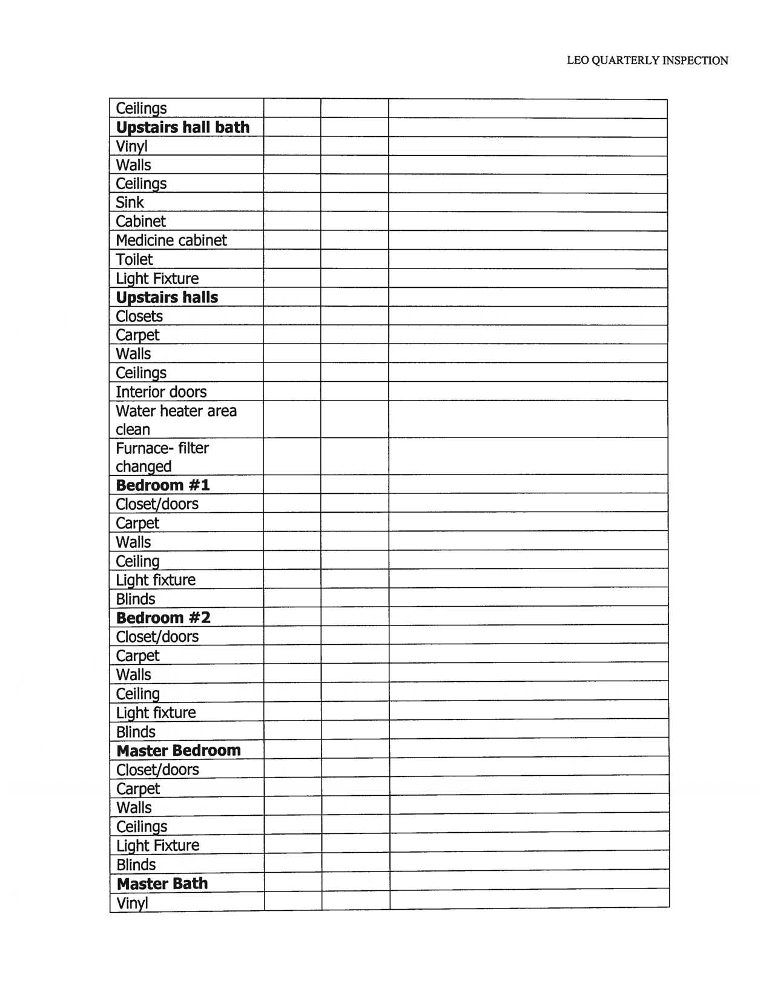 LEO QUARTERLY INSPECTION
Ceilings
Upstairs hall bath
Vinyl
Walls
Ceilings
Sink
Cabinet
Medicine cabinet
Toilet
Light Fixture
Upstairs halls
Closets
Carpet
Walls
Ceilings
Interior doors
Water heater area
clean
Furnace- filter
changed
Bedroom #1
Closet/doors
Carpet
Walls
Ceiling
Light fixture
Blinds
Bedroom #2
Closet/doors
Carpet
Walls
Ceiling
Light fixture
Blinds
Master Bedroom
Closet/doors
Carpet
Walls
Ceilings
Light Fixture
Blinds
Master Bath
Vinyl